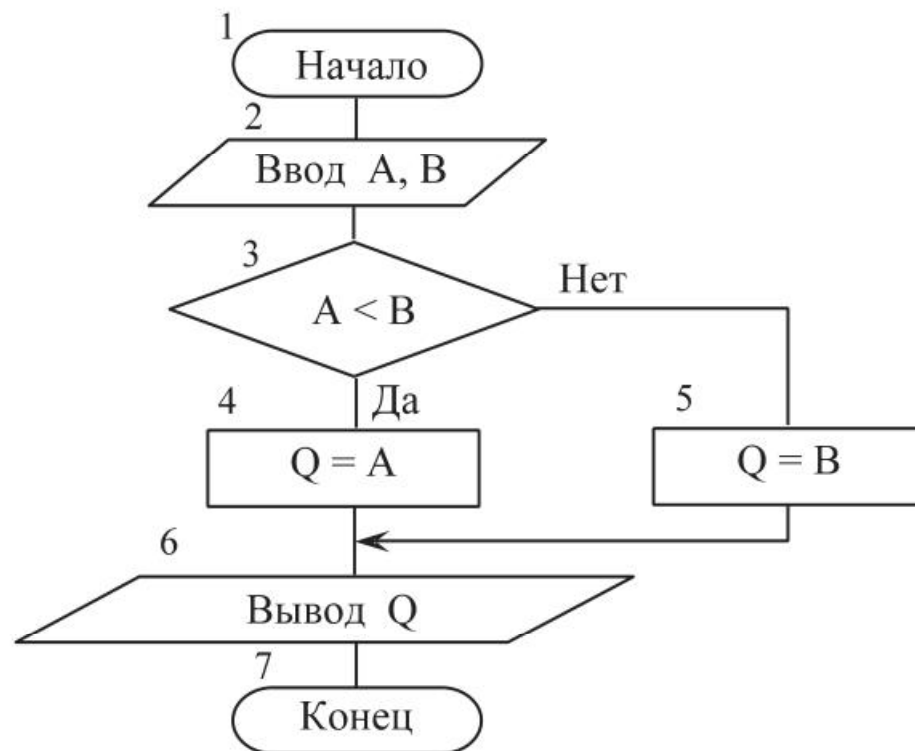 1
Начало
2
Ввод A, B
3
A < B
Нет
Да
4
Q = A
5
Q = B
6
Вывод Q
7
Конец